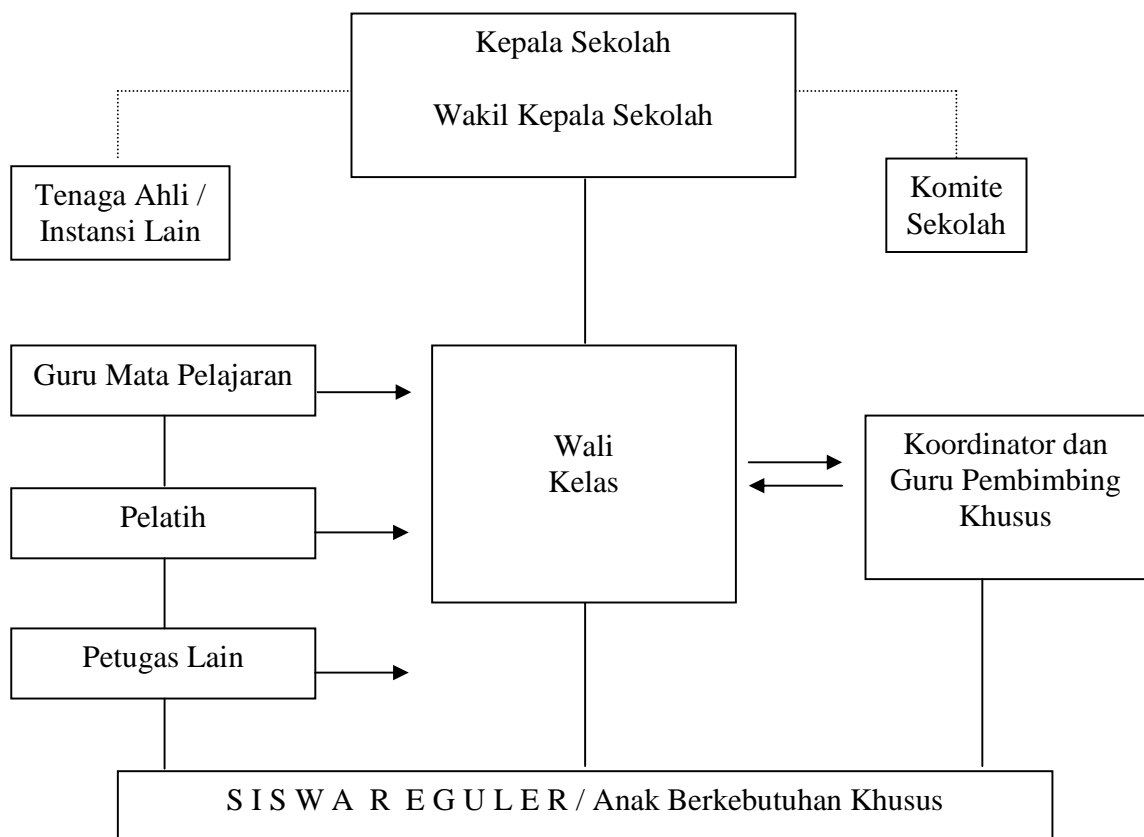 Kepala Sekolah
Wakil Kepala Sekolah
Tenaga Ahli /
Instansi Lain
Komite
Sekolah
Guru Mata Pelajaran
Wali
Kelas
Koordinator dan
Guru Pembimbing
Khusus
Pelatih
Petugas Lain
S I S W A  R  E G U L E R / Anak Berkebutuhan Khusus